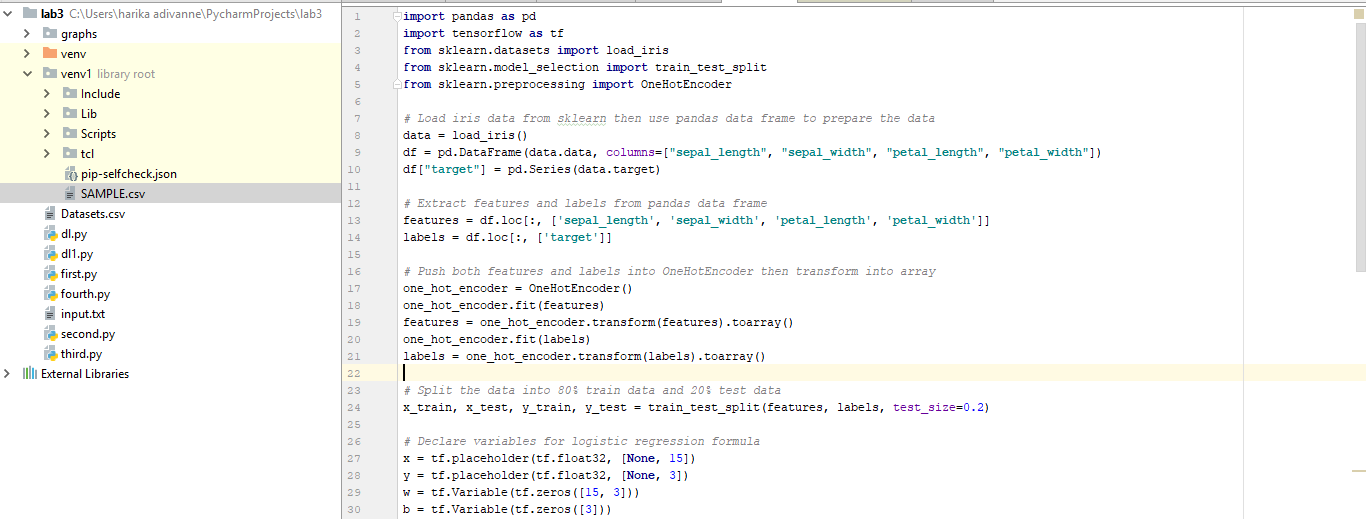 lab3 C:\Users\harika adivanne\PycharmProjects\lab3
graphs
venv
venv1 library root
Include
Lib
Scripts
tcl
pip-selfcheck.json
SAMPLE.csv
Datasets.csv
dl.py
dl1.py
first.py
fourth.py
input.txt
second.py
third.py
External Libraries
1 import pandas as pd
2 import tensorflow as tf
3 from sklearn.datasets import load_iris
4 from sklearn.model_selection import train_test_split
5 from sklearn.preprocessing import OneHotEncoder
6
7 # Load iris data from sklearn then use pandas data frame to prepare the data
8 data = load_iris()
9 df = pd.DataFrame(data.data, columns=["sepal_length", "sepal_width", "petal_length", "petal_width"])
10 df["target"] = pd.Series(data.target)
11
12 # Extract features and labels from pandas data frame
13 features = df.loc[:, ['sepal_length', 'sepal_width', 'petal_length', 'petal_width']]
14 labels = df.loc[:, ['target']]
15
16 # Push both features and labels into OneHotEncoder then transform into array
17 one_hot_encoder = OneHotEncoder()
18 one_hot_encoder.fit(features)
19 features = one_hot_encoder.transform(features).toarray()
20 one_hot_encoder.fit(labels)
21 labels = one_hot_encoder.transform(labels).toarray()
22
23 # Split the data into 80% train data and 20% test data
24 x_train, x_test, y_train, y_test = train_test_split(features, labels, test_size=0.2)
25
26 # Declare variables for logistic regression formula
27 x = tf.placeholder(tf.float32, [None, 15])
28 y = tf.placeholder(tf.float32, [None, 3])
29 w = tf.Variable(tf.zeros([15, 3]))
30 b = tf.Variable(tf.zeros([3]))